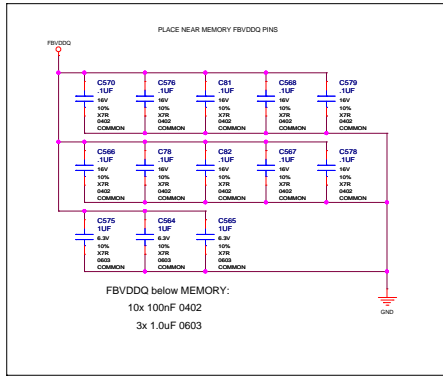 PLACE NEAR MEMORY FBVDDQ PINS
FBVDDQ
C570 C576 C81 C568 C579
.1UF .1UF .1UF .1UF .1UF
16V 16V 16V 16V 16V
10% 10% 10% 10% 10%
X7R X7R X7R X7R X7R
0402 0402 0402 0402 0402
COMMON COMMON COMMON COMMON COMMON
C566 C78 C82 C567 C578
.1UF .1UF .1UF .1UF .1UF
16V 16V 16V 16V 16V
10% 10% 10% 10% 10%
X7R X7R X7R X7R X7R
0402 0402 0402 0402 0402
COMMON COMMON COMMON COMMON COMMON
C575 C564 C565
1UF 1UF 1UF
6.3V 6.3V 6.3V
10% 10% 10%
X7R X7R X7R
0603 0603 0603
COMMON COMMON COMMON
FBVDDQ below MEMORY:
10x 100nF 0402
3x 1.0uF 0603
GND